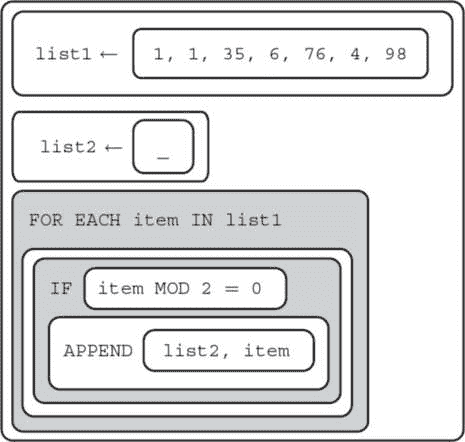 list1 ← 1, 1, 35, 6, 76, 4, 98
list2 ← _
FOR EACH item IN list1
IF item MOD 2 = 0
APPEND list2, item